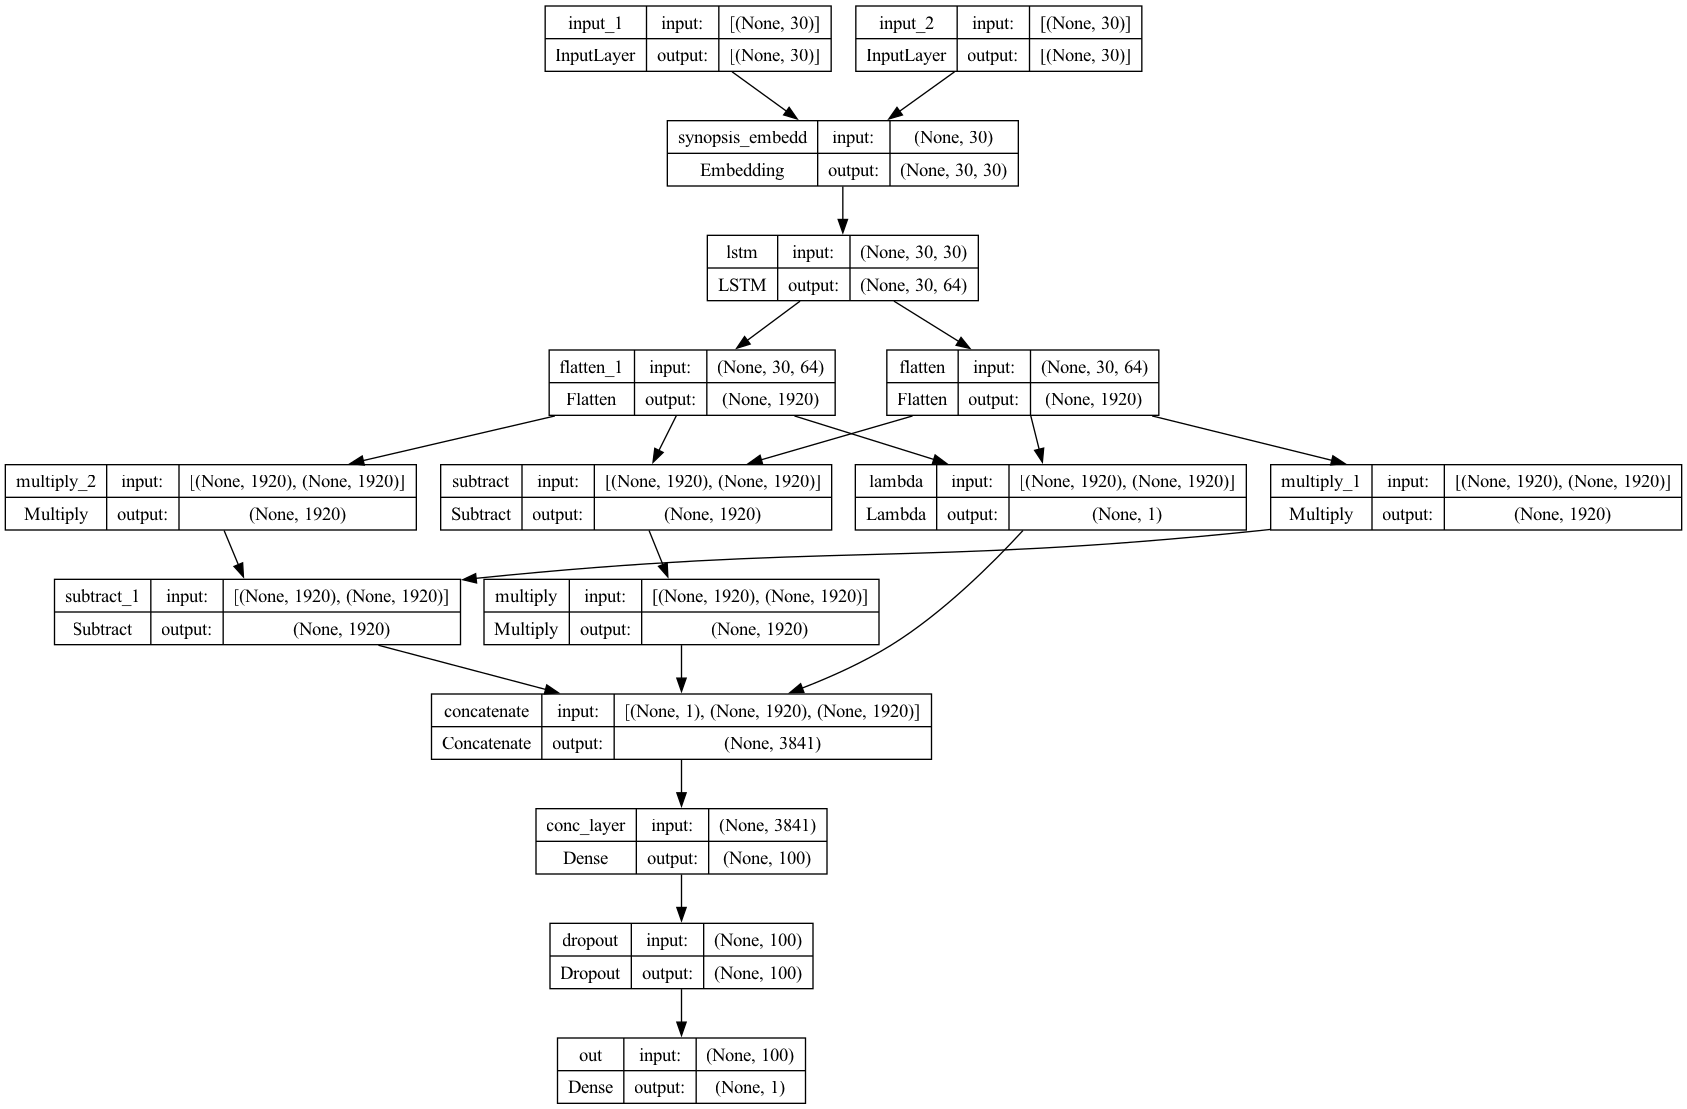 input_1 input: [(None, 30)]
InputLayer output: [(None, 30)]
input_2 input: [(None, 30)]
InputLayer output: [(None, 30)]
synopsis_embedd input: (None, 30)
Embedding output: (None, 30, 30)
lstm input: (None, 30, 30)
LSTM output: (None, 30, 64)
flatten_1 input: (None, 30, 64)
Flatten output: (None, 1920)
flatten input: (None, 30, 64)
Flatten output: (None, 1920)
multiply_2 input: [(None, 1920), (None, 1920)]
Multiply output: (None, 1920)
subtract input: [(None, 1920), (None, 1920)]
Subtract output: (None, 1920)
lambda input: [(None, 1920), (None, 1920)]
Lambda output: (None, 1)
multiply_1 input: [(None, 1920), (None, 1920)]
Multiply output: (None, 1920)
subtract_1 input: [(None, 1920), (None, 1920)]
Subtract output: (None, 1920)
multiply input: [(None, 1920), (None, 1920)]
Multiply output: (None, 1920)
concatenate input: [(None, 1), (None, 1920), (None, 1920)]
Concatenate output: (None, 3841)
conc_layer input: (None, 3841)
Dense output: (None, 100)
dropout input: (None, 100)
Dropout output: (None, 100)
out input: (None, 100)
Dense output: (None, 1)